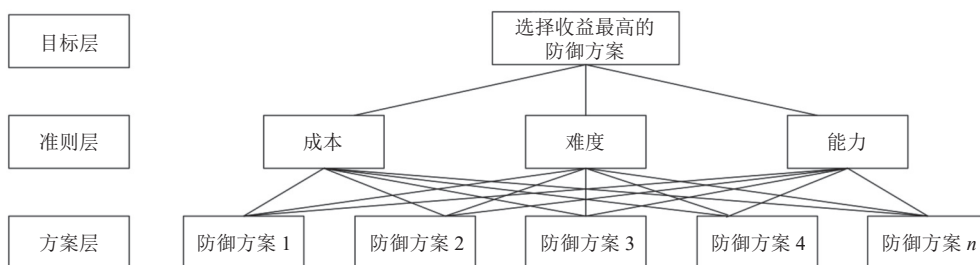 目标层
选择收益最高的
防御方案
准则层
成本
难度
能力
方案层
防御方案 1
防御方案 2
防御方案 3
防御方案 4
防御方案 n